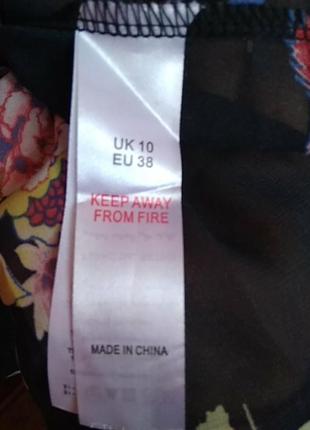 UK 10
EU 38
KEEP AWAY
FROM FIRE
MADE IN CHINA